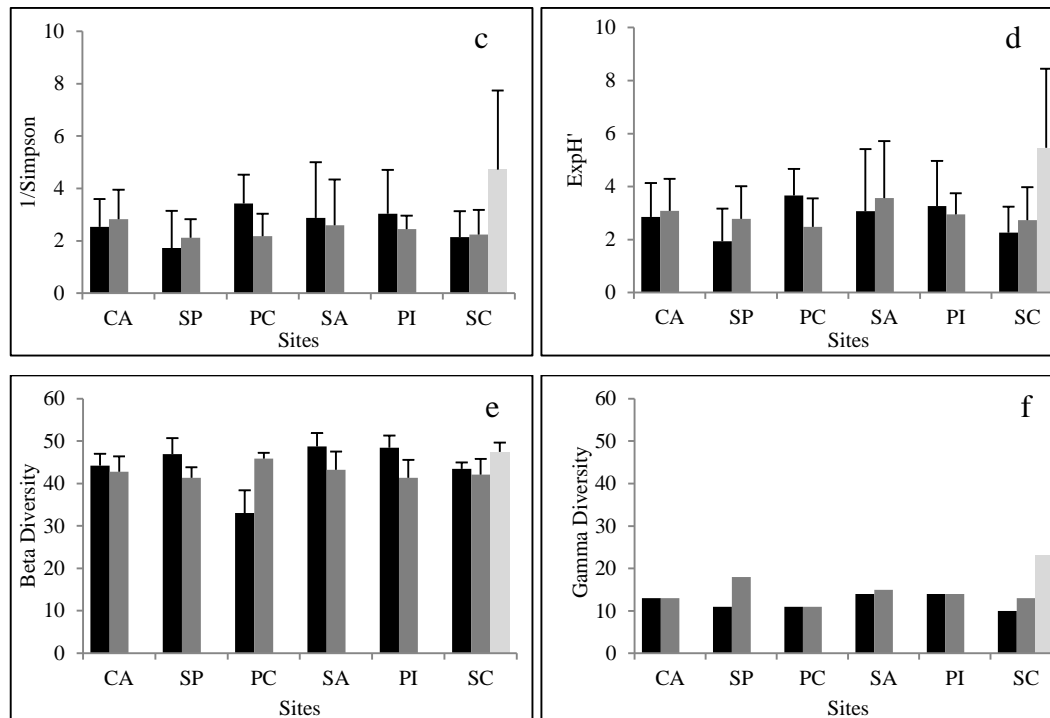 c
10
8
6
4
2
0
1/Simpson
CA SP PC SA PI SC
Sites
d
10
8
6
4
2
0
ExpH'
CA SP PC SA PI SC
Sites
e
60
50
40
30
20
10
0
Beta Diversity
CA SP PC SA PI SC
Sites
f
60
50
40
30
20
10
0
Gamma Diversity
CA SP PC SA PI SC
Sites